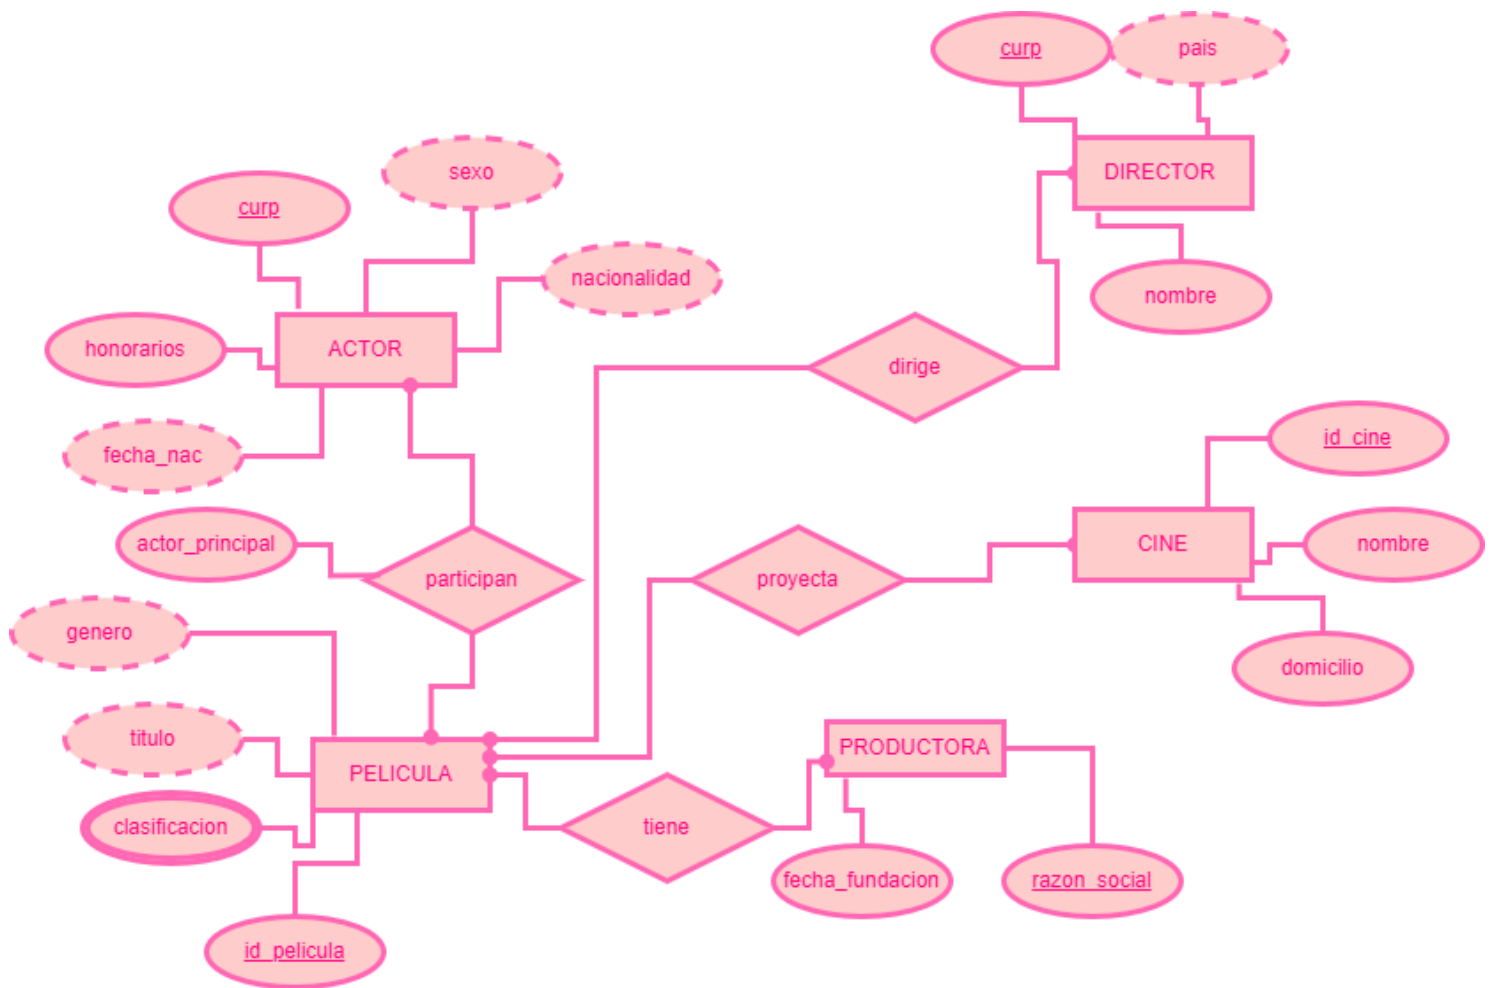 curp
pais
DIRECTOR
nombre
sexo
curp
nacionalidad
honorarios
ACTOR
fecha_nac
dirige
id_cine
actor_principal
participan
proyecta
CINE
nombre
domicilio
genero
titulo
PELICULA
clasificacion
id_pelicula
tiene
PRODUCTORA
fecha_fundacion
razon_social